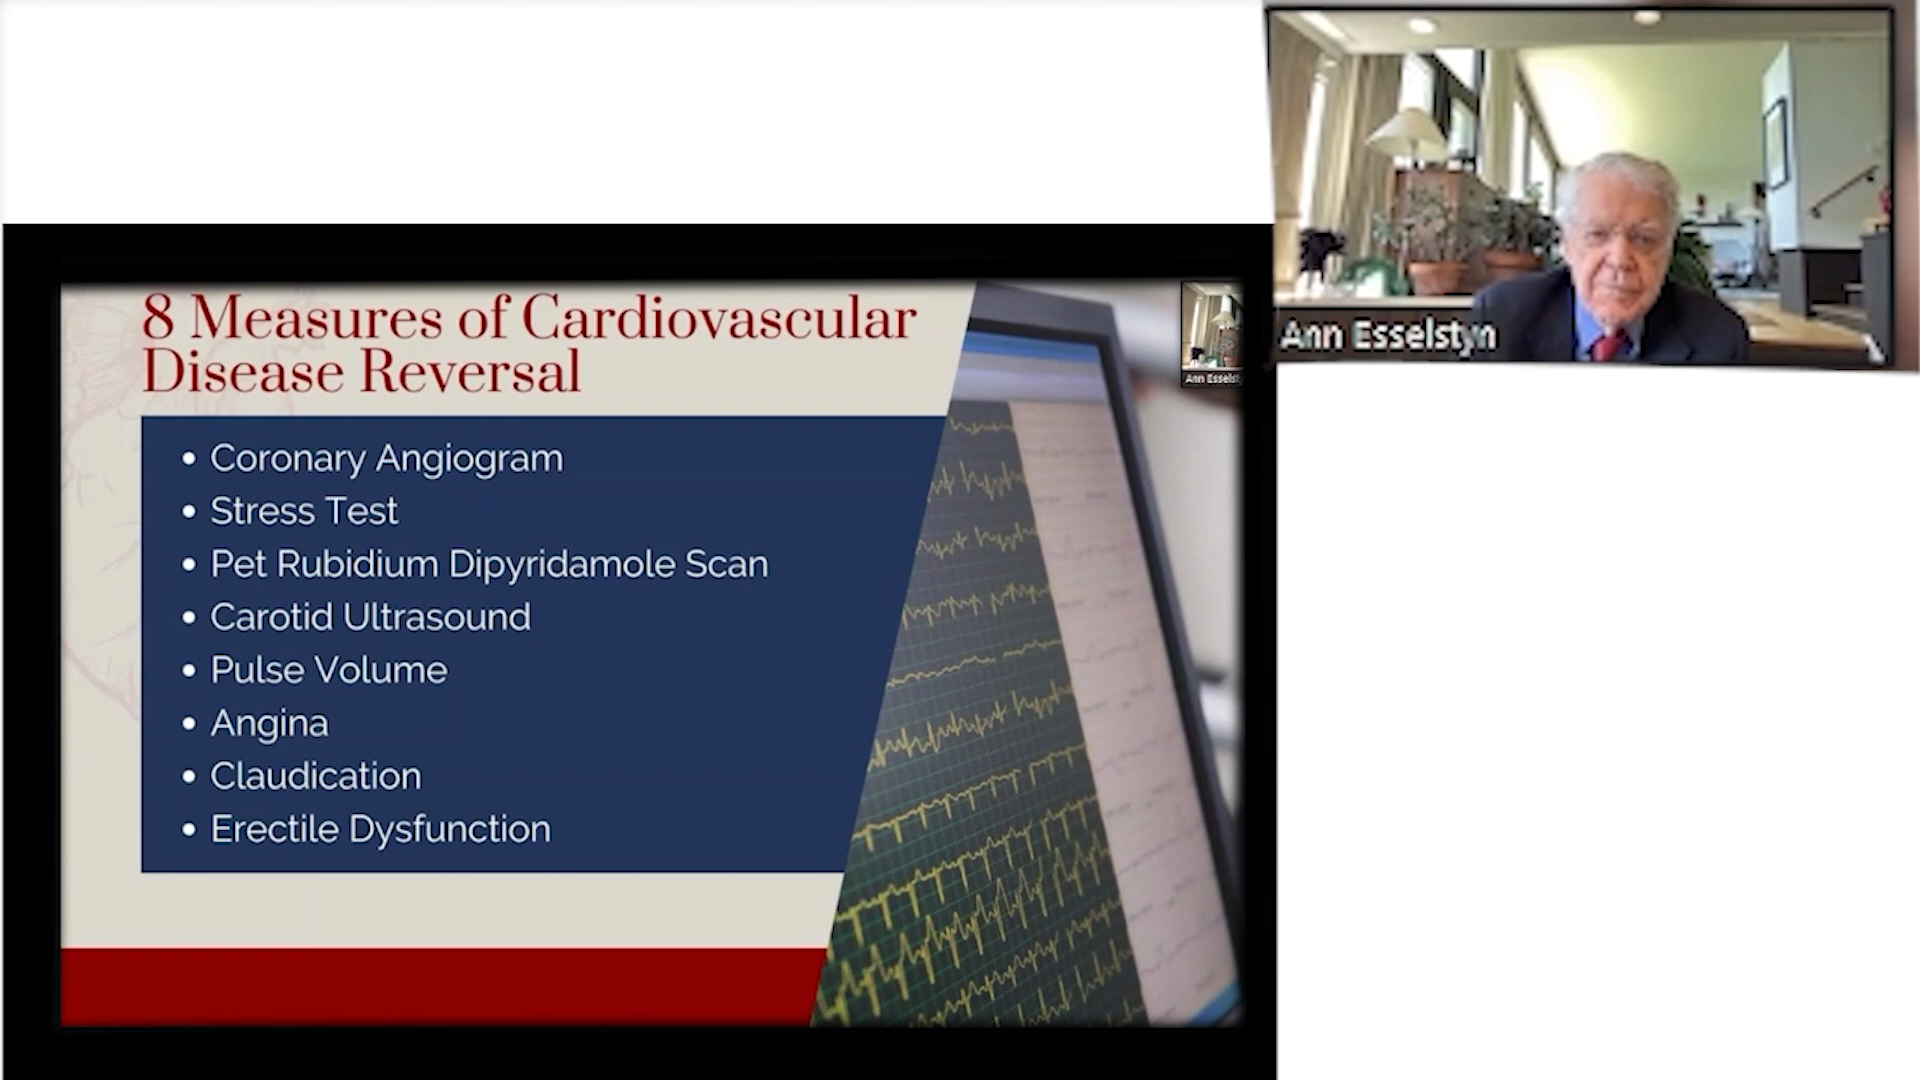 8 Measures of Cardiovascular
Disease Reversal
• Coronary Angiogram
• Stress Test
• Pet Rubidium Dipyridamole Scan
• Carotid Ultrasound
• Pulse Volume
• Angina
• Claudication
• Erectile Dysfunction
Ann Esselstyn
Ann Esselsty